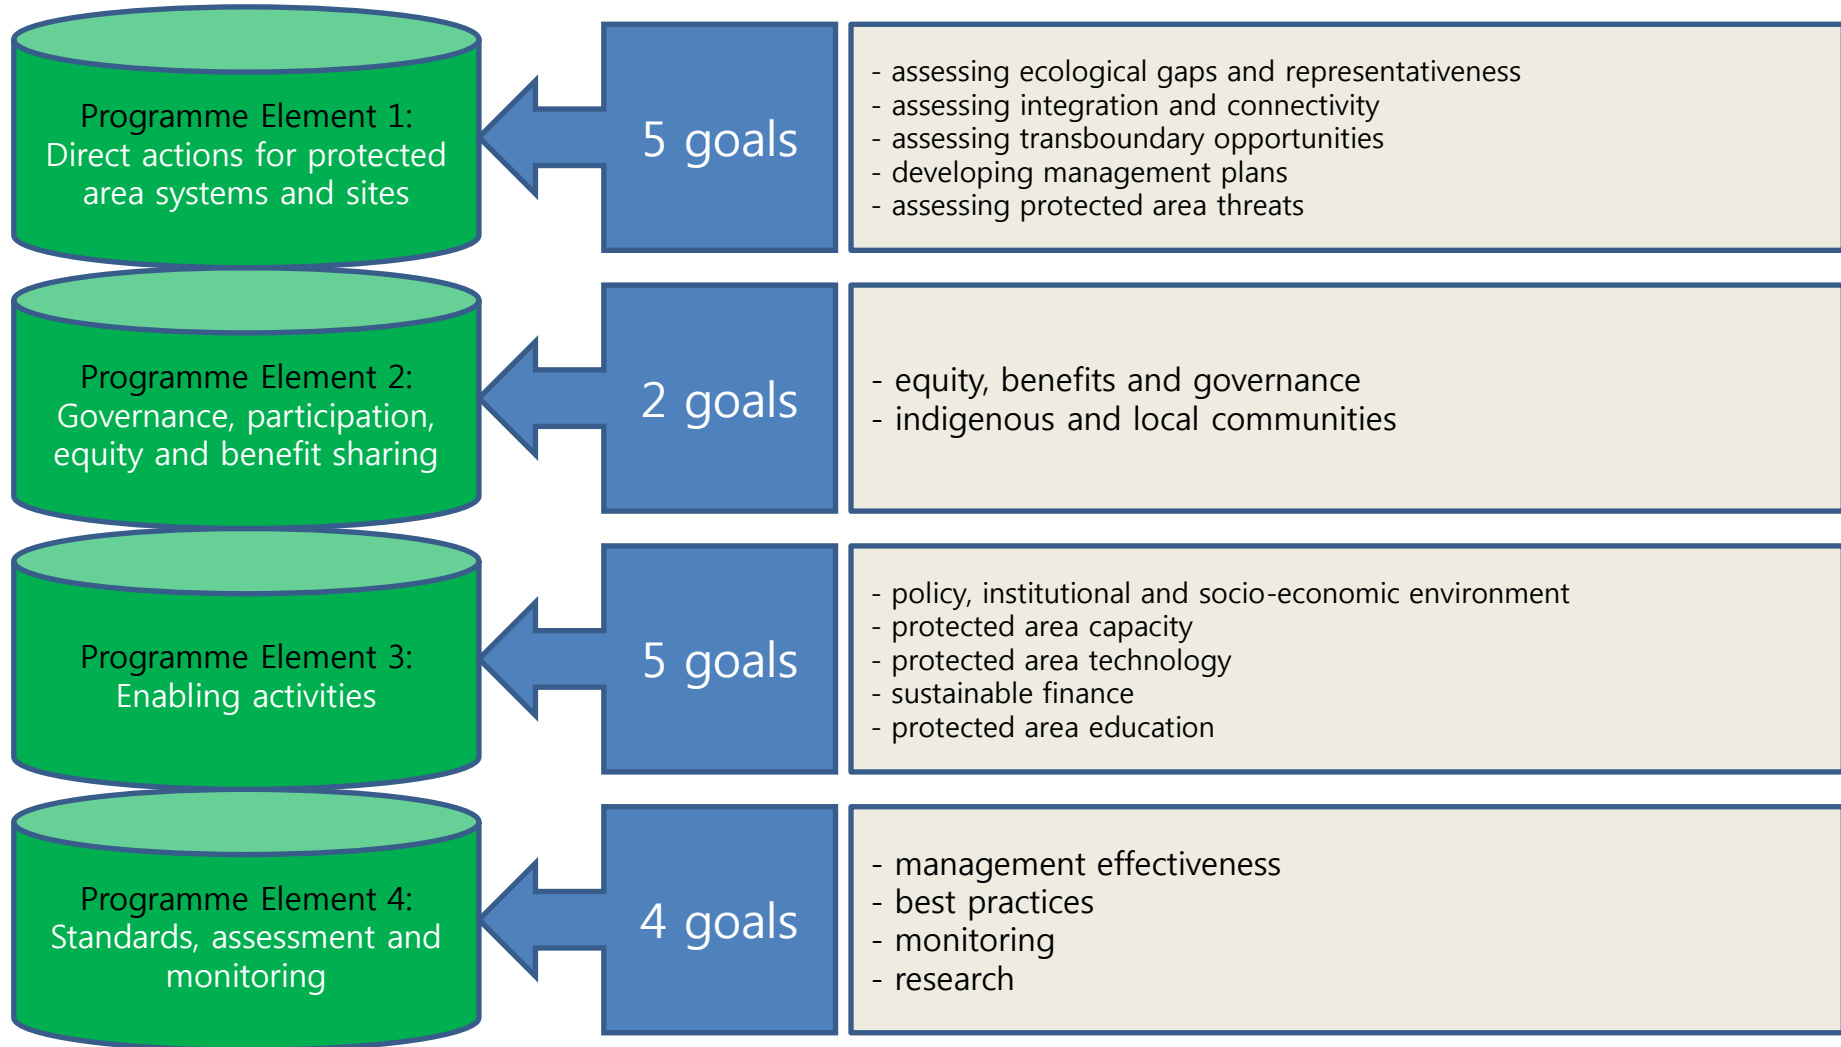 Programme Element 1:
Direct actions for protected
area systems and sites
5 goals
- assessing ecological gaps and representativeness
- assessing integration and connectivity
- assessing transboundary opportunities
- developing management plans
- assessing protected area threats
Programme Element 2:
Governance, participation,
equity and benefit sharing
2 goals
- equity, benefits and governance
- indigenous and local communities
Programme Element 3:
Enabling activities
5 goals
- policy, institutional and socio-economic environment
- protected area capacity
- protected area technology
- sustainable finance
- protected area education
Programme Element 4:
Standards, assessment and
monitoring
4 goals
- management effectiveness
- best practices
- monitoring
- research